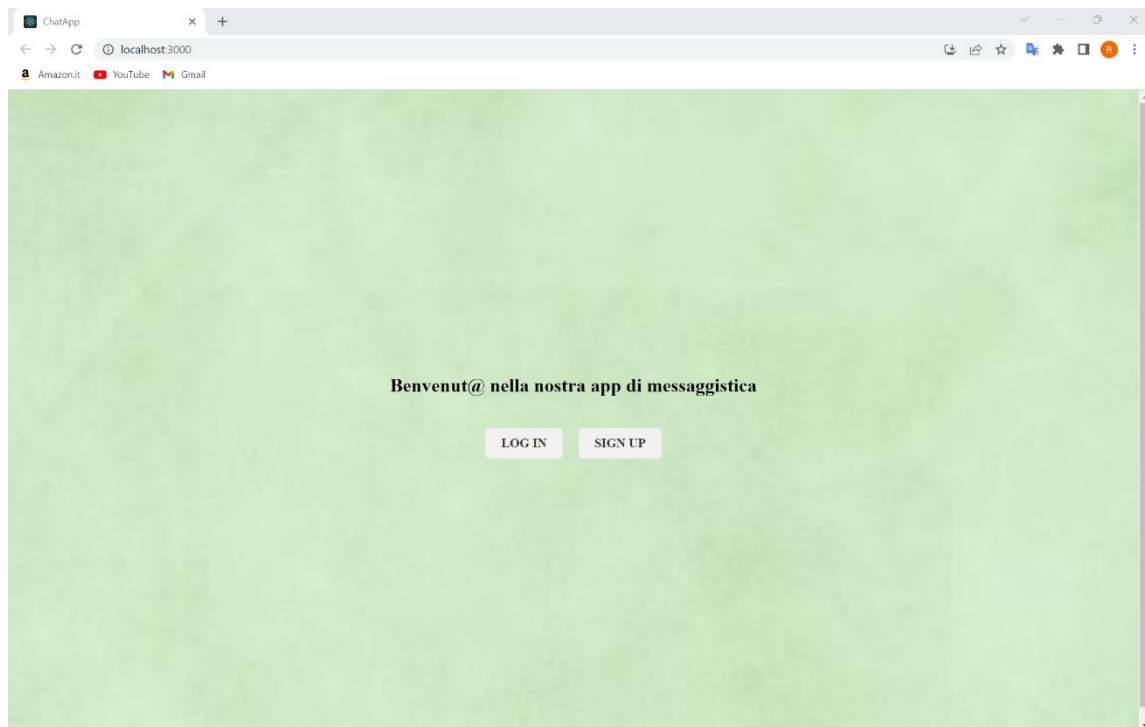 ChatApp
localhost:3000
R
a Amazon.it YouTube Gmail
Benvenut@ nella nostra app di messaggistica
LOG IN SIGN UP